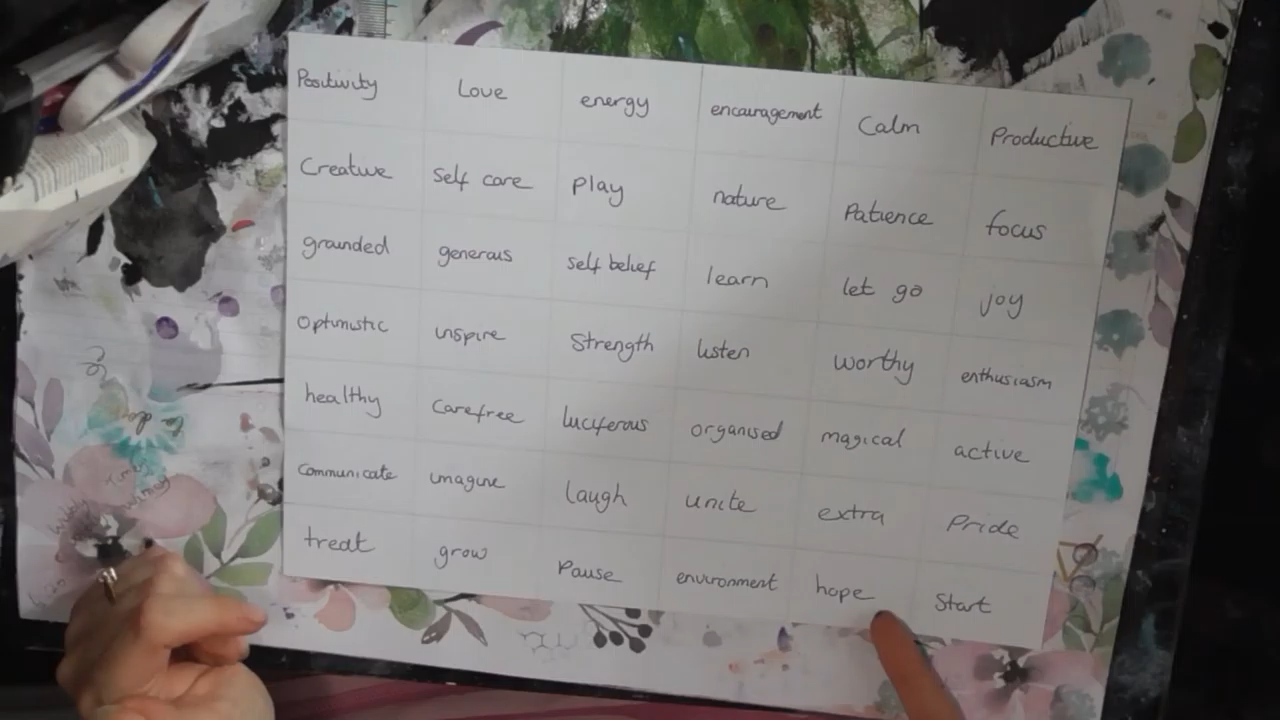 Positivity Love energy encouragement Calm Productive
Creative self care play nature Patience focus
grounded generous self belief learn let go joy
Optimistic inspire Strength listen worthy enthusiasm
healthy Carefree luciferous organised magical active
Communicate imagine laugh unite extra Pride
treat grow Pause environment hope Start